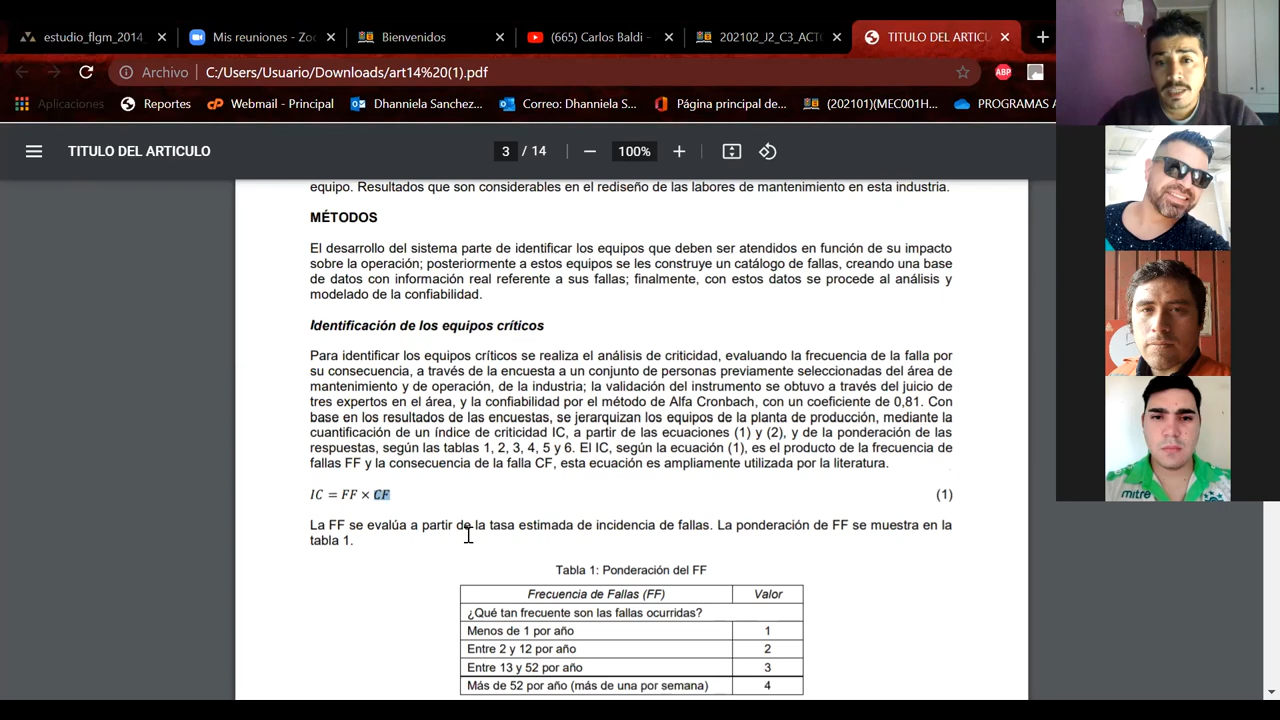 estudio_flgm_2014_
Mis reuniones - Zoo
Bienvenidos
(665) Carlos Baldi -
202102_J2_C3_ACT
TITULO DEL ARTICU
Archivo
C:/Users/Usuario/Downloads/art14%20(1).pdf
ABP
Aplicaciones
Reportes
Webmail - Principal
Dhanniela Sanchez...
Correo: Dhanniela S...
Página principal de...
(202101)(MEC001H...
PROGRAMAS A
TITULO DEL ARTICULO
3 / 14
100%
equipo. Resultados que son considerables en el rediseño de las labores de mantenimiento en esta industria.
MÉTODOS
El desarrollo del sistema parte de identificar los equipos que deben ser atendidos en función de su impacto
sobre la operación; posteriormente a estos equipos se les construye un catálogo de fallas, creando una base
de datos con información real referente a sus fallas; finalmente, con estos datos se procede al análisis y
modelado de la confiabilidad.
Identificación de los equipos críticos
Para identificar los equipos críticos se realiza el análisis de criticidad, evaluando la frecuencia de la falla por
su consecuencia, a través de la encuesta a un conjunto de personas previamente seleccionadas del área de
mantenimiento y de operación, de la industria; la validación del instrumento se obtuvo a través del juicio de
tres expertos en el área, y la confiabilidad por el método de Alfa Cronbach, con un coeficiente de 0,81. Con
base en los resultados de las encuestas, se jerarquizan los equipos de la planta de producción, mediante la
cuantificación de un índice de criticidad IC, a partir de las ecuaciones (1) y (2), y de la ponderación de las
respuestas, según las tablas 1, 2, 3, 4, 5 y 6. El IC, según la ecuación (1), es el producto de la frecuencia de
fallas FF y la consecuencia de la falla CF, esta ecuación es ampliamente utilizada por la literatura.
IC = FF × CF (1)
La FF se evalúa a partir de la tasa estimada de incidencia de fallas. La ponderación de FF se muestra en la
tabla 1.
Tabla 1: Ponderación del FF
Frecuencia de Fallas (FF) Valor
¿Qué tan frecuente son las fallas ocurridas?
Menos de 1 por año 1
Entre 2 y 12 por año 2
Entre 13 y 52 por año 3
Más de 52 por año (más de una por semana) 4
mitre